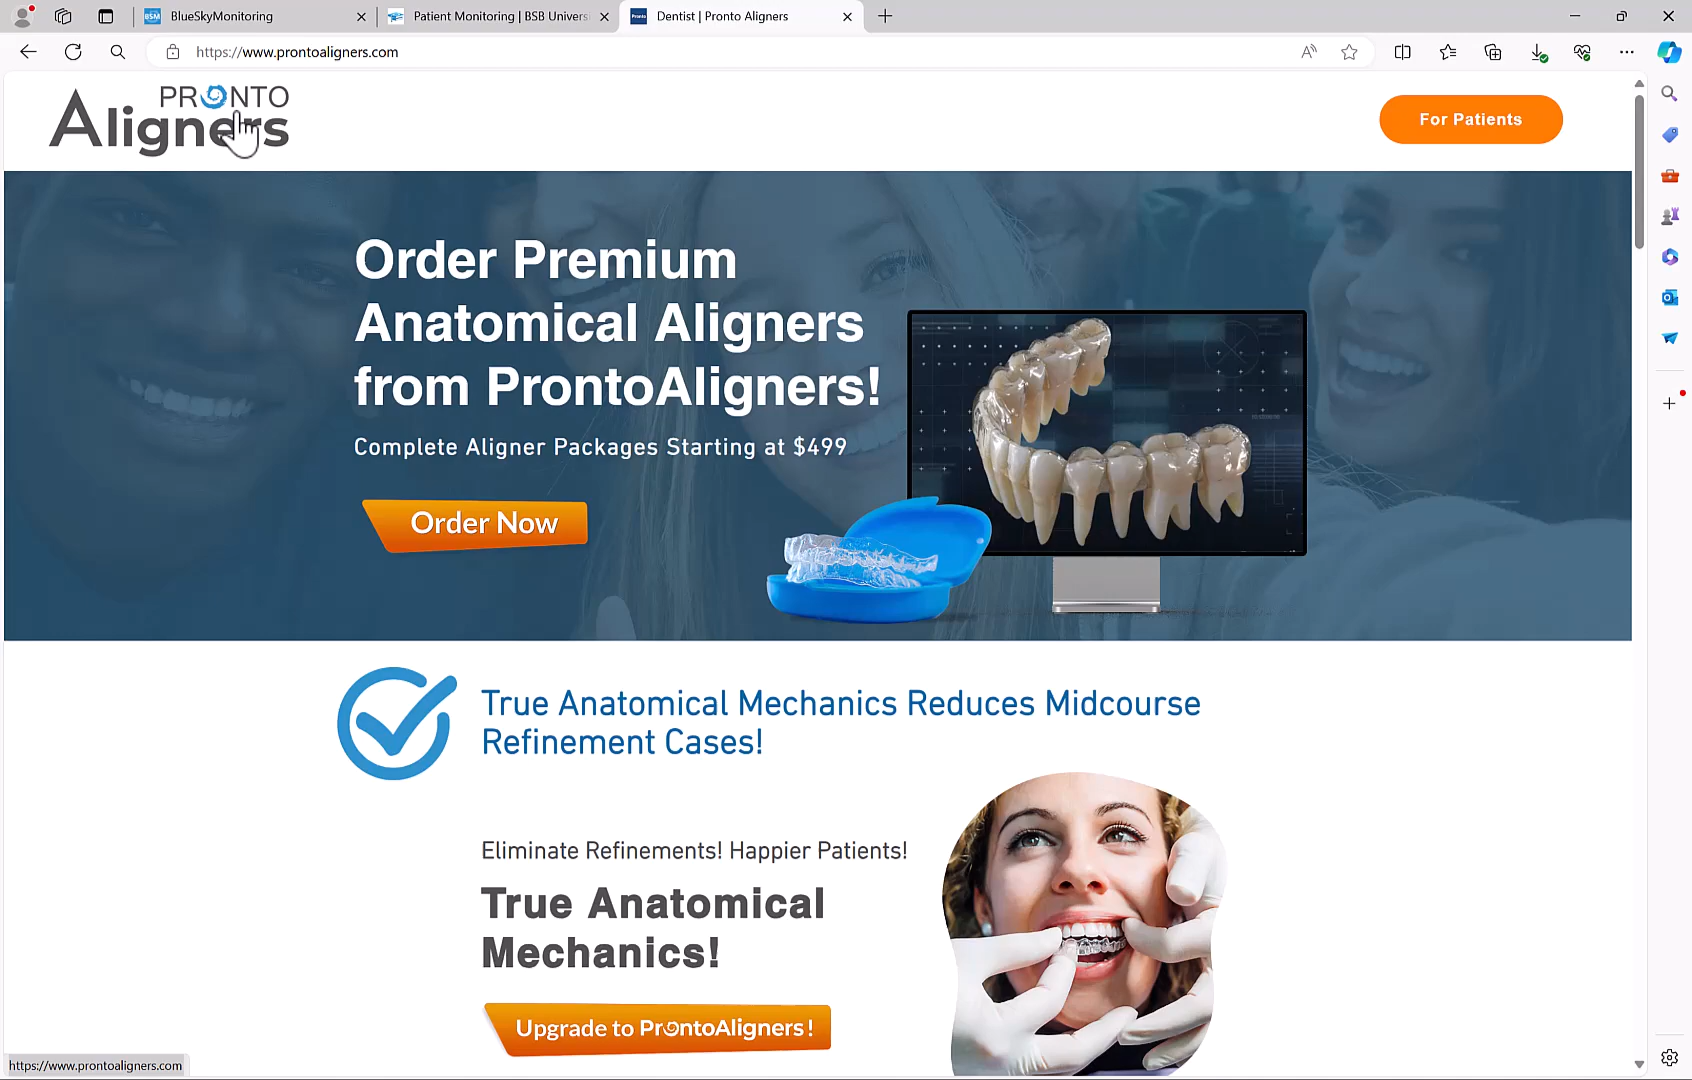 BSM
BlueSkyMonitoring
Patient Monitoring | BSB Univers
Pronto
Dentist | Pronto Aligners
https://www.prontoaligners.com
PRONTO
Aligners
For Patients
Order Premium
Anatomical Aligners
from ProntoAligners!
Complete Aligner Packages Starting at $499
Order Now
True Anatomical Mechanics Reduces Midcourse
Refinement Cases!
Eliminate Refinements! Happier Patients!
True Anatomical
Mechanics!
Upgrade to ProntoAligners!
https://www.prontoaligners.com